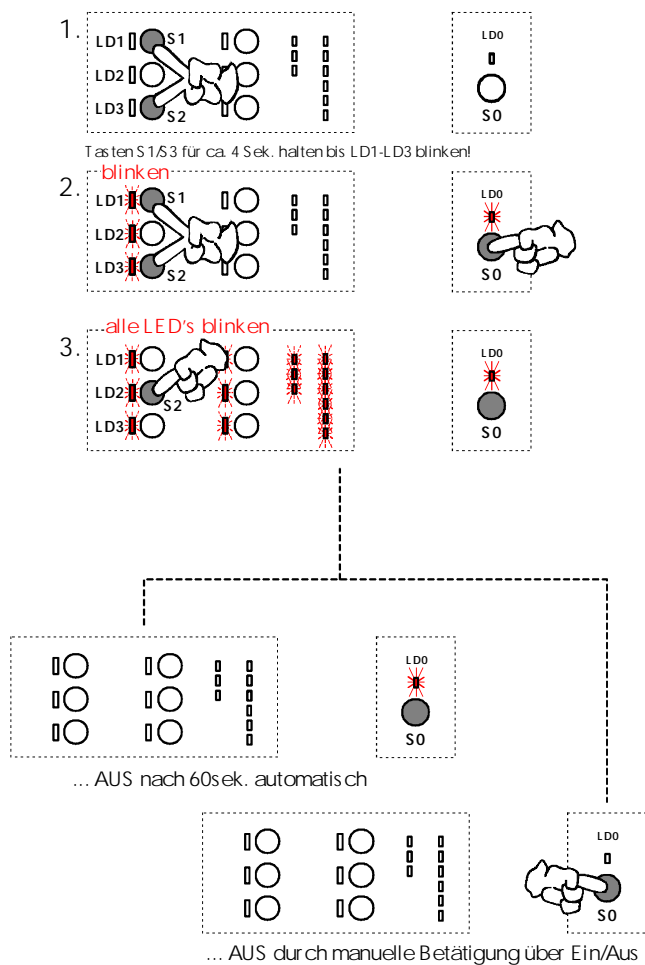 1.
LD1 S1
LD2
LD3 S2
LD0
S0
Tasten S1/S3 für ca. 4 Sek. halten bis LD1-LD3 blinken!
blinken
2.
LD1 S1
LD2
LD3 S2
LD0
S0
alle LED's blinken
3.
LD1
LD2 S2
LD3
LD0
S0
LD0
S0
... AUS nach 60sek. automatisch
LD0
S0
... AUS durch manuelle Betätigung über Ein/Aus